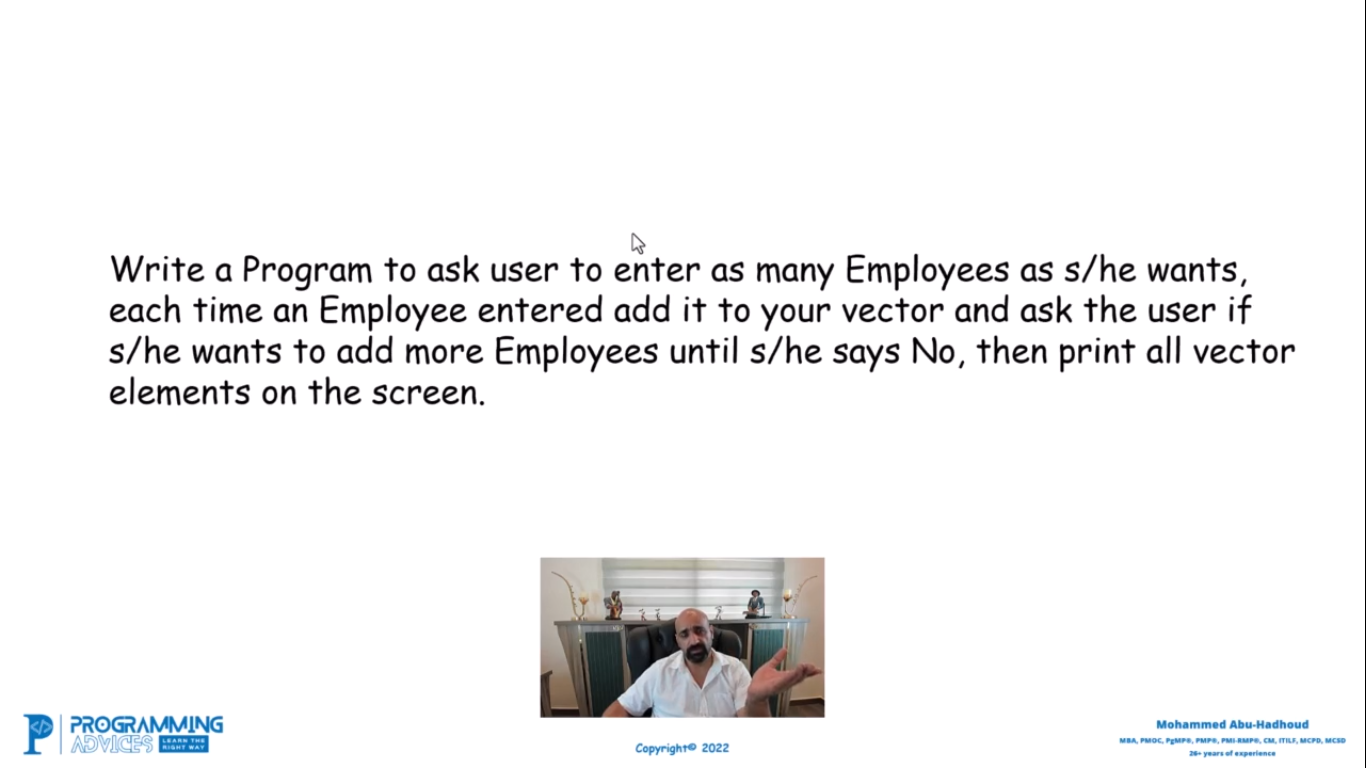 Write a Program to ask user to enter as many Employees as s/he wants,
each time an Employee entered add it to your vector and ask the user if
s/he wants to add more Employees until s/he says No, then print all vector
elements on the screen.
PROGRAMMING
ADVICES
LEARN THE
RIGHT WAY
Copyright© 2022
Mohammed Abu-Hadhoud
MBA, PMOC, PgMP®, PMP®, PMI-RMP®, CM, ITILF, MCPD, MCSD
26+ years of experience